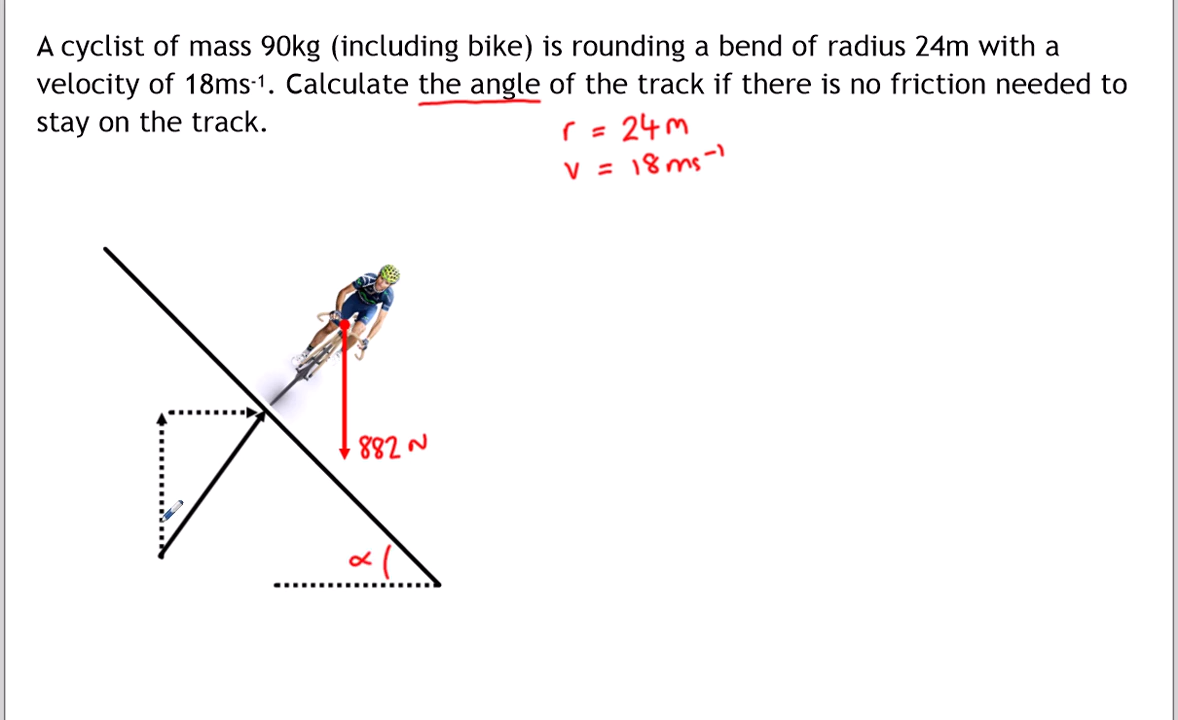 A cyclist of mass 90kg (including bike) is rounding a bend of radius 24m with a
velocity of 18ms-1. Calculate the angle of the track if there is no friction needed to
stay on the track.
r = 24m
v = 18ms⁻¹
882 N
α